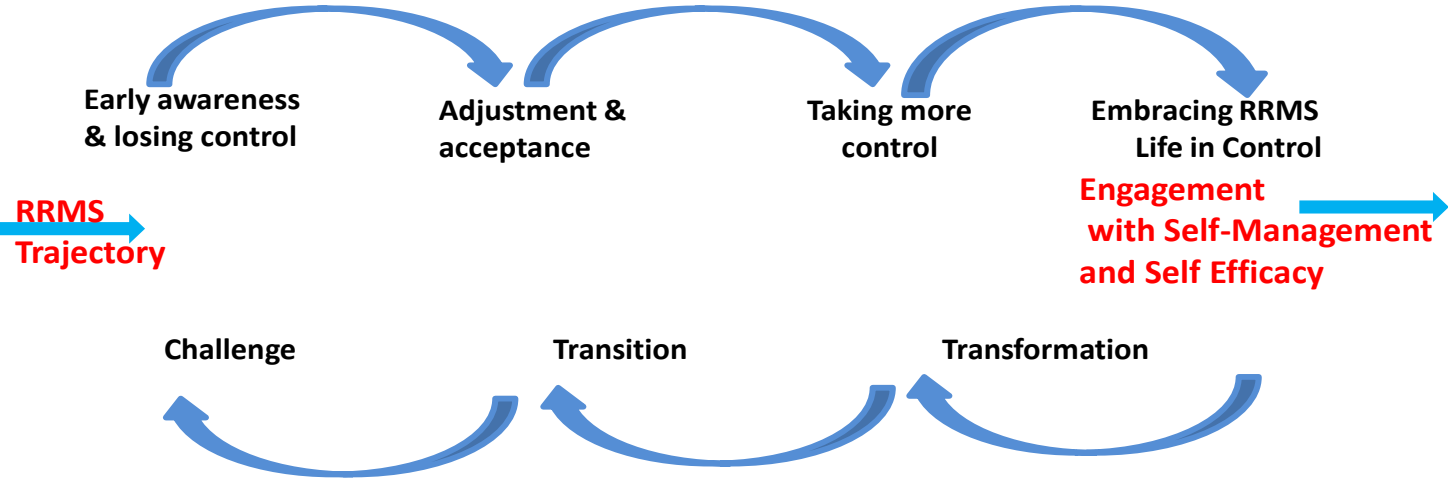 Early awareness
& losing control
Adjustment &
acceptance
Taking more
control
Embracing RRMS
Life in Control
RRMS
Trajectory
Engagement
with Self-Management
and Self Efficacy
Challenge
Transition
Transformation